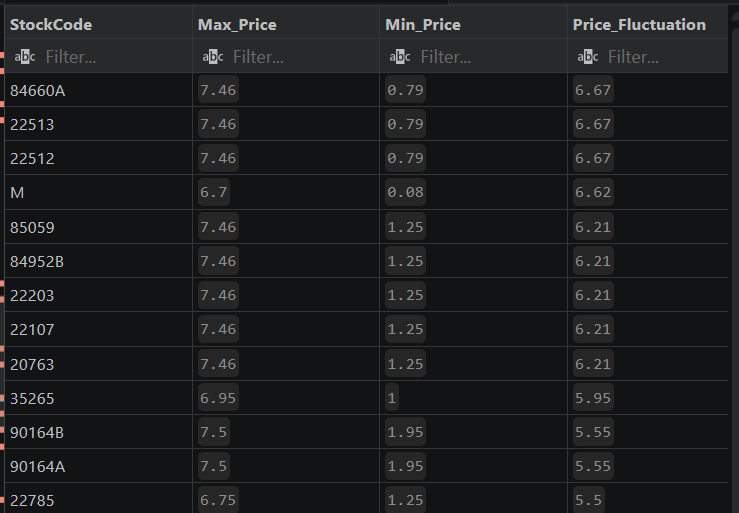 StockCode Max_Price Min_Price Price_Fluctuation
abc Filter... abc Filter... abc Filter... abc Filter...
84660A 7.46 0.79 6.67
22513 7.46 0.79 6.67
22512 7.46 0.79 6.67
M 6.7 0.08 6.62
85059 7.46 1.25 6.21
84952B 7.46 1.25 6.21
22203 7.46 1.25 6.21
22107 7.46 1.25 6.21
20763 7.46 1.25 6.21
35265 6.95 1 5.95
90164B 7.5 1.95 5.55
90164A 7.5 1.95 5.55
22785 6.75 1.25 5.5